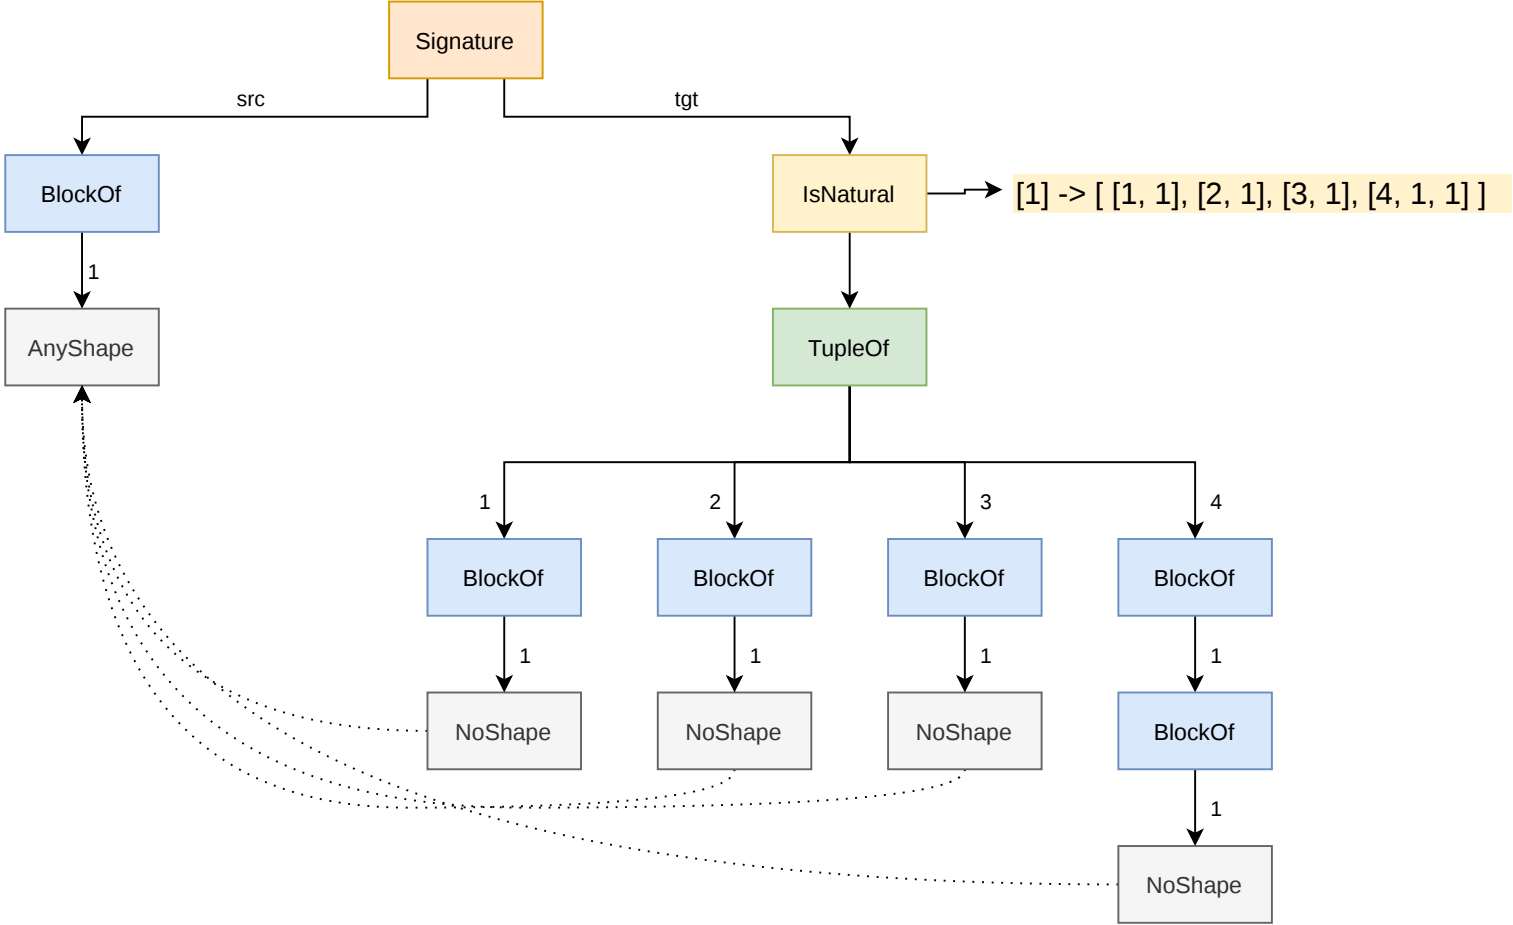 Signature
src
tgt
BlockOf
IsNatural
[1] -> [ [1, 1], [2, 1], [3, 1], [4, 1, 1] ]
1
AnyShape
TupleOf
1
2
3
4
BlockOf
BlockOf
BlockOf
BlockOf
1
1
1
1
NoShape
NoShape
NoShape
BlockOf
1
NoShape